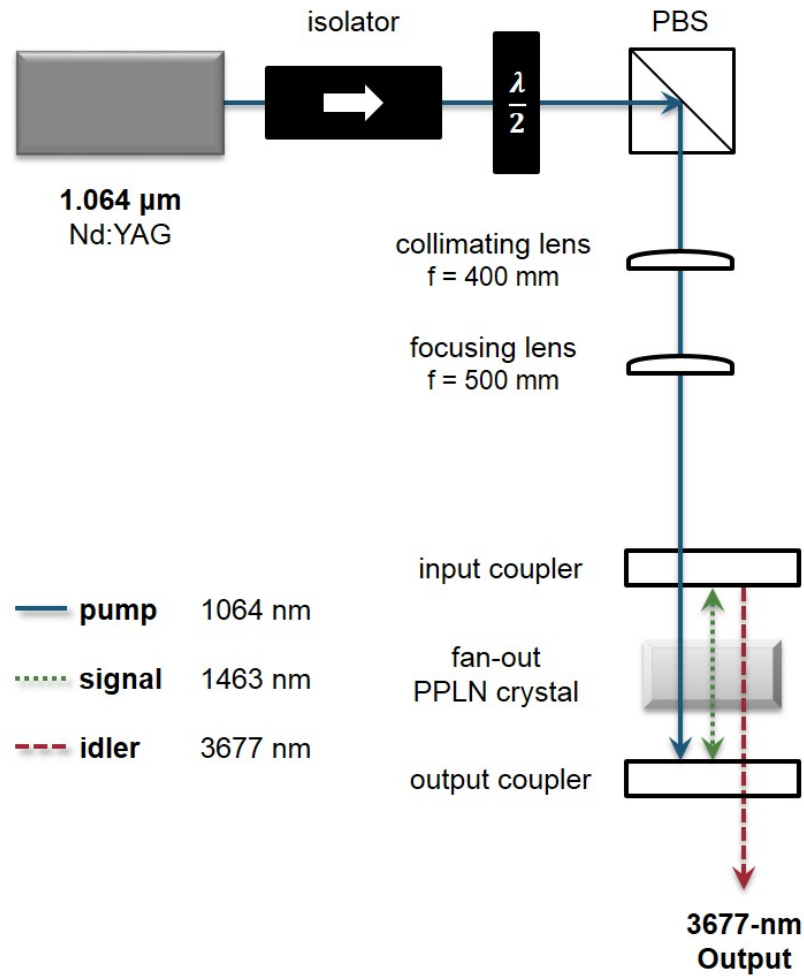 isolator
PBS
λ
2
1.064 µm
Nd:YAG
collimating lens
f = 400 mm
focusing lens
f = 500 mm
input coupler
pump 1064 nm
fan-out
PPLN crystal
signal 1463 nm
idler 3677 nm
output coupler
3677-nm
Output